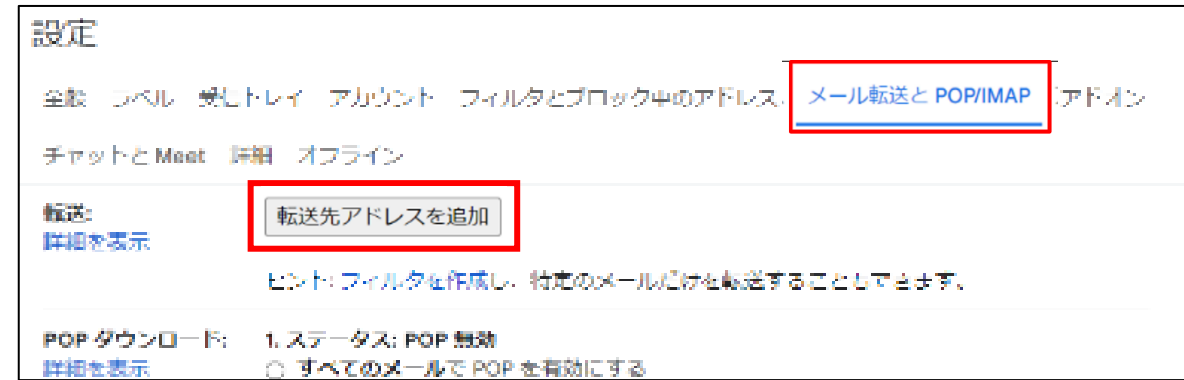 設定
全般 ラベル 受信トレイ アカウント フィルタとブロック中のアドレス メール転送と POP/IMAP アドオン
チャットと Meet 詳細 オフライン
転送: 転送先アドレスを追加
詳細を表示
ヒント: フィルタを作成し、特定のメールだけを転送することもできます。
POP ダウンロード: 1. ステータス: POP 無効
詳細を表示 すべてのメールで POP を有効にする